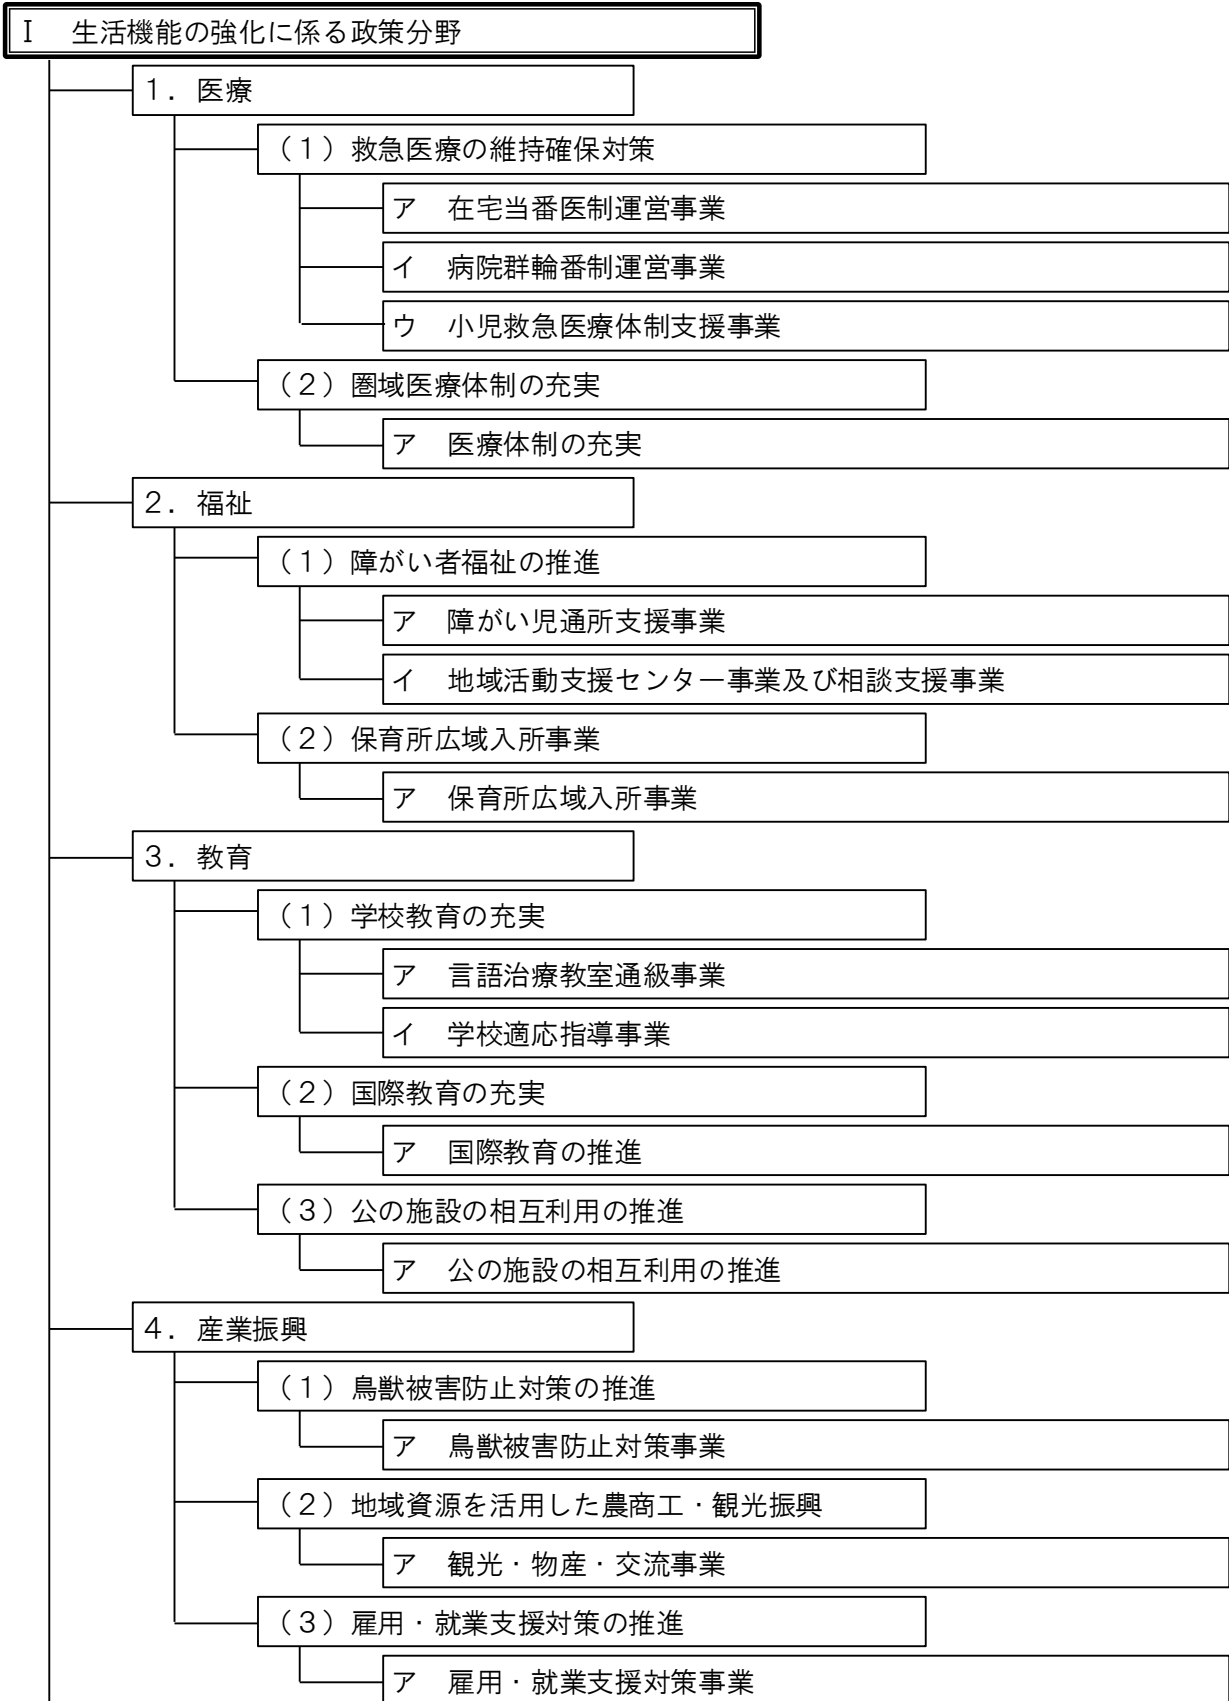 Ⅰ　生活機能の強化に係る政策分野
１．医療
（１）救急医療の維持確保対策
ア　在宅当番医制運営事業
イ　病院群輪番制運営事業
ウ　小児救急医療体制支援事業
（２）圏域医療体制の充実
ア　医療体制の充実
２．福祉
（１）障がい者福祉の推進
ア　障がい児通所支援事業
イ　地域活動支援センター事業及び相談支援事業
（２）保育所広域入所事業
ア　保育所広域入所事業
３．教育
（１）学校教育の充実
ア　言語治療教室通級事業
イ　学校適応指導事業
（２）国際教育の充実
ア　国際教育の推進
（３）公の施設の相互利用の推進
ア　公の施設の相互利用の推進
４．産業振興
（１）鳥獣被害防止対策の推進
ア　鳥獣被害防止対策事業
（２）地域資源を活用した農商工・観光振興
ア　観光・物産・交流事業
（３）雇用・就業支援対策の推進
ア　雇用・就業支援対策事業